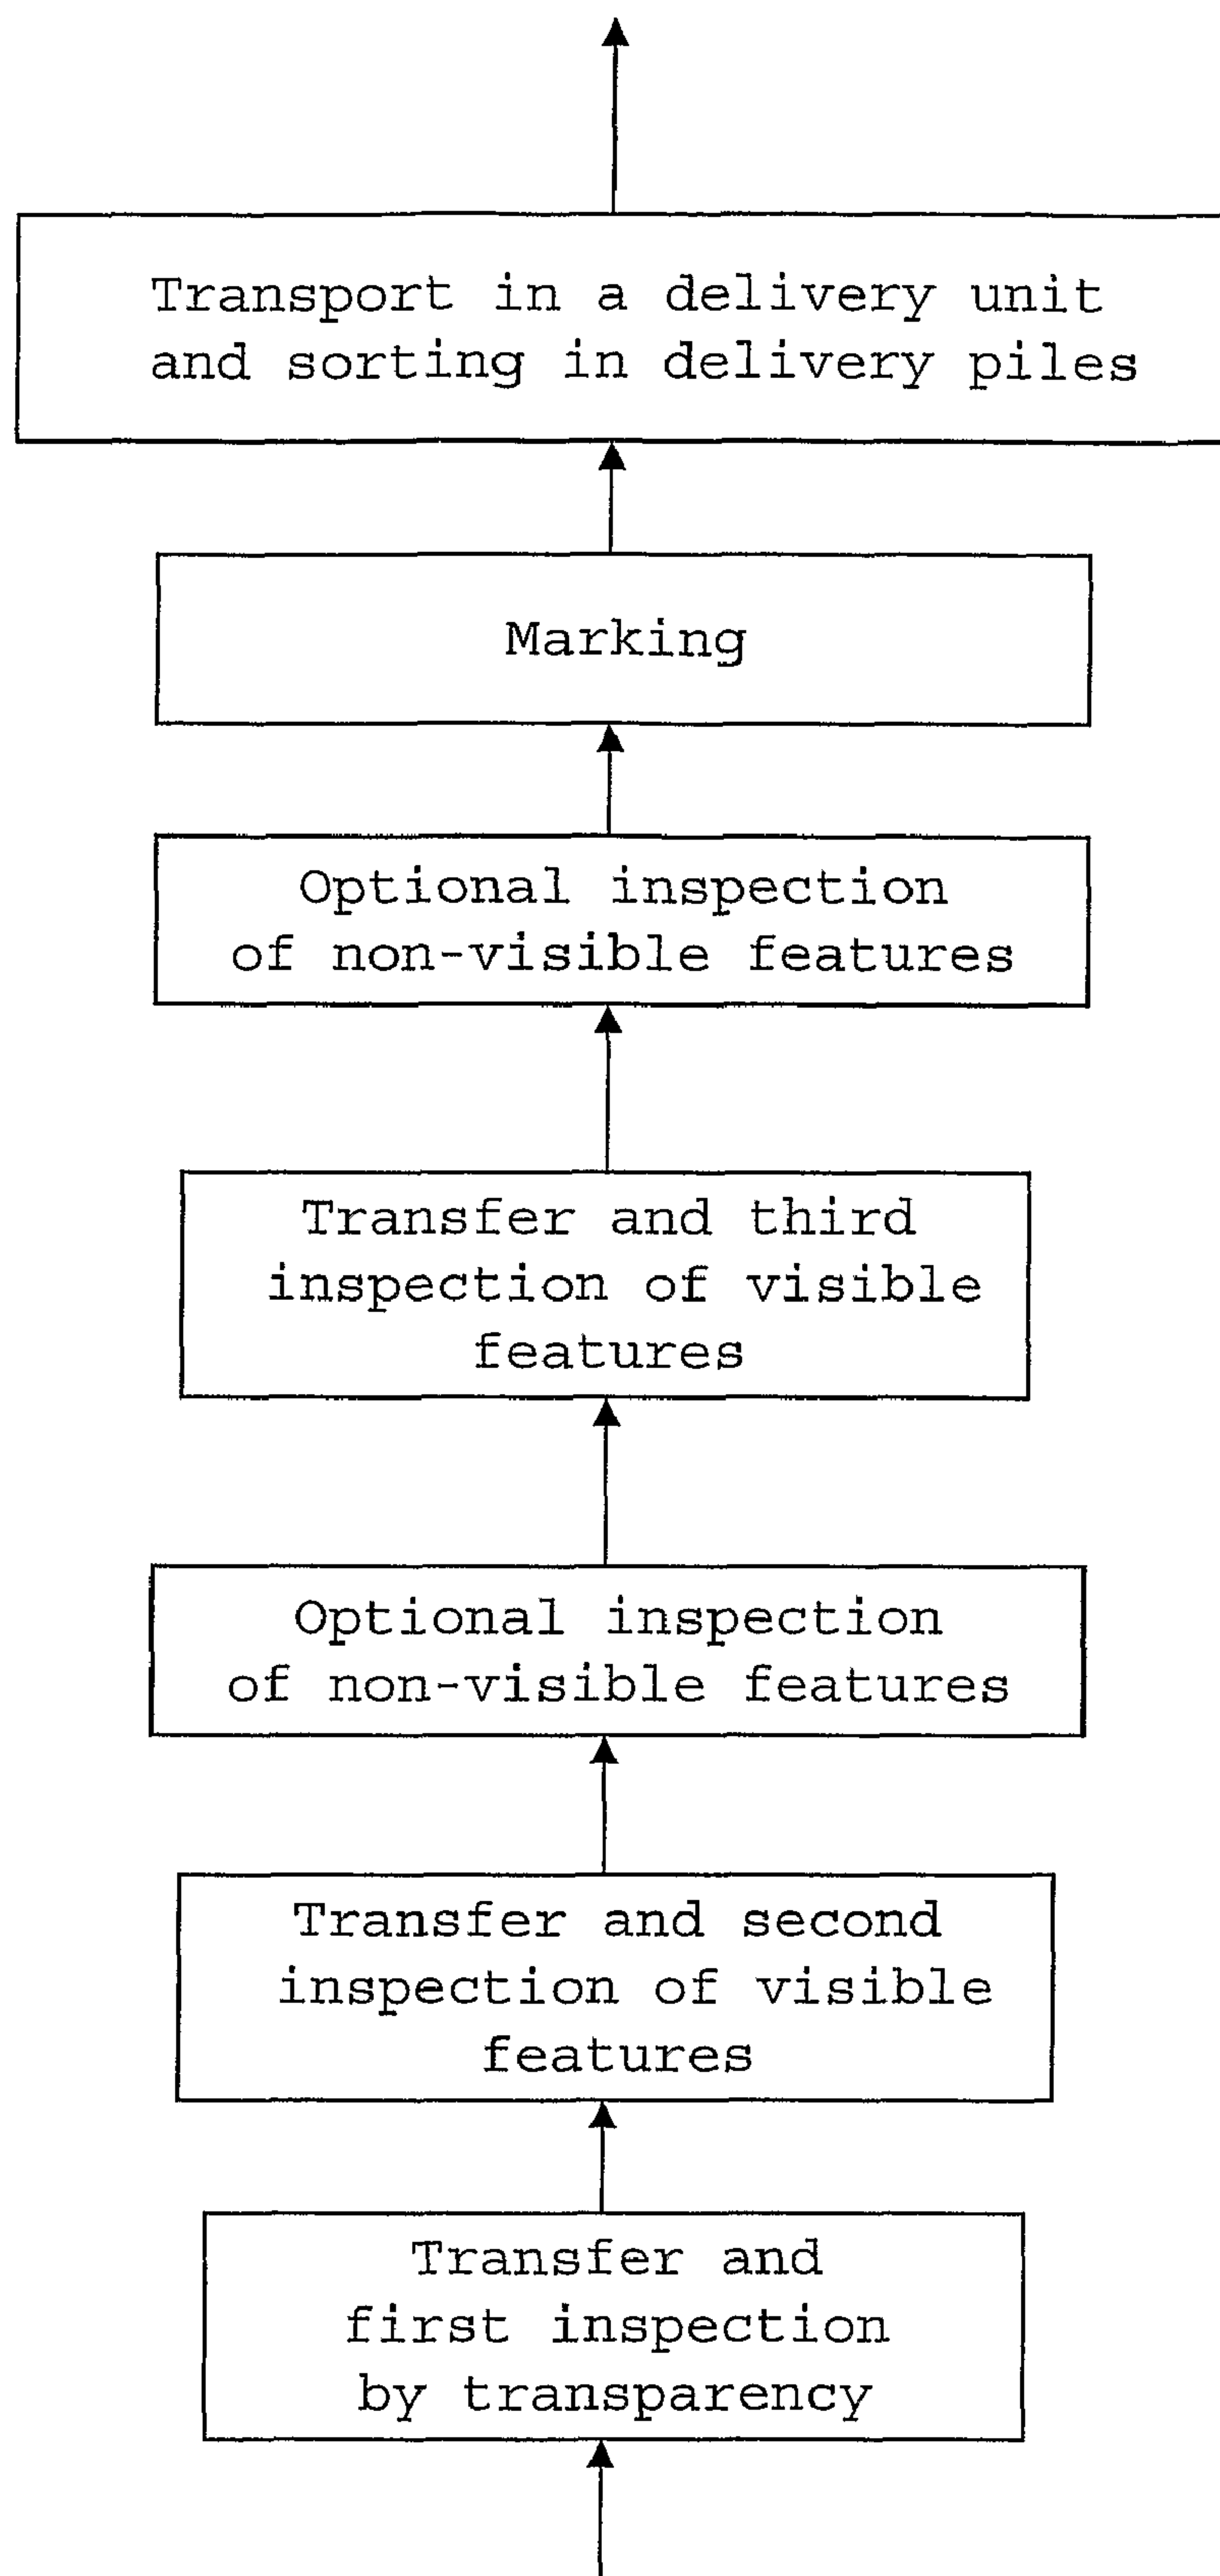 Transport in a delivery unit
and sorting in delivery piles
Marking
Optional inspection
of non-visible features
Transfer and third
inspection of visible
features
Optional inspection
of non-visible features
Transfer and second
inspection of visible
features
Transfer and
first inspection
by transparency